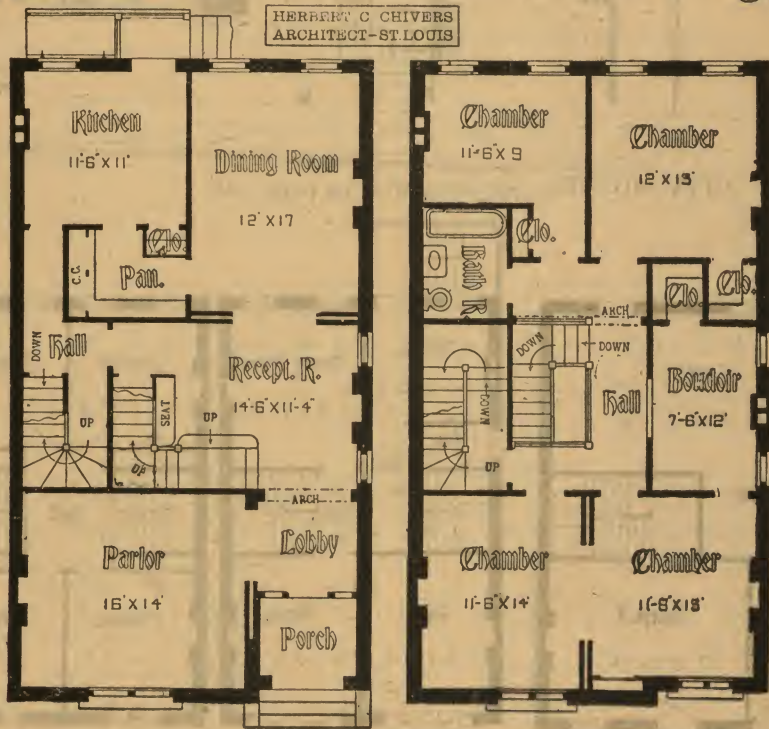 HERBERT C CHIVERS
ARCHITECT-ST.LOUIS
Kitchen
11'-6" X 11'
Dining Room
12' X 17'
Clo.
C.C.
Pan.
DOWN
Hall
UP
UP
SEAT
UP
Recept. R.
14'-6" X 11'-4"
ARCH
Parlor
16' X 14'
Lobby
Porch
Chamber
11'-6" X 9
Chamber
12' X 13'
Clo.
Bath R.
Clo.
Clo.
ARCH
DOWN
DOWN
DOWN
UP
Hall
Boudoir
7'-6" X 12'
Chamber
11'-6" X 14'
Chamber
11'-6" X 13'